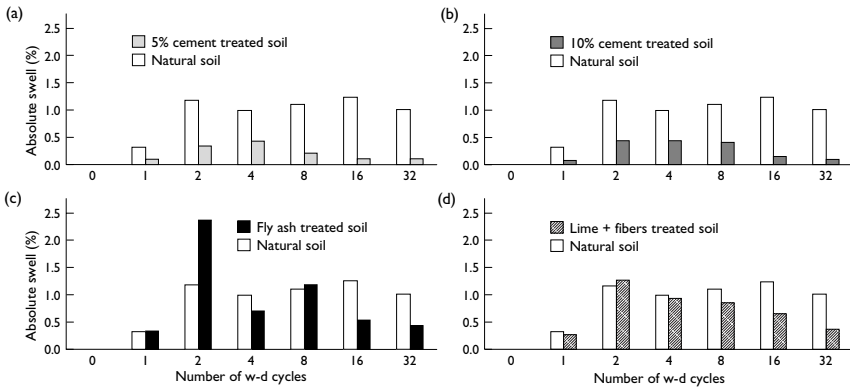 (a)
Absolute swell (%)
2.5
2.0
1.5
1.0
0.5
0.0
5% cement treated soil
Natural soil
0 1 2 4 8 16 32
(b)
2.5
2.0
1.5
1.0
0.5
0.0
10% cement treated soil
Natural soil
0 1 2 4 8 16 32
(c)
Absolute swell (%)
2.5
2.0
1.5
1.0
0.5
0.0
Fly ash treated soil
Natural soil
0 1 2 4 8 16 32
Number of w-d cycles
(d)
2.5
2.0
1.5
1.0
0.5
0.0
Lime + fibers treated soil
Natural soil
0 1 2 4 8 16 32
Number of w-d cycles